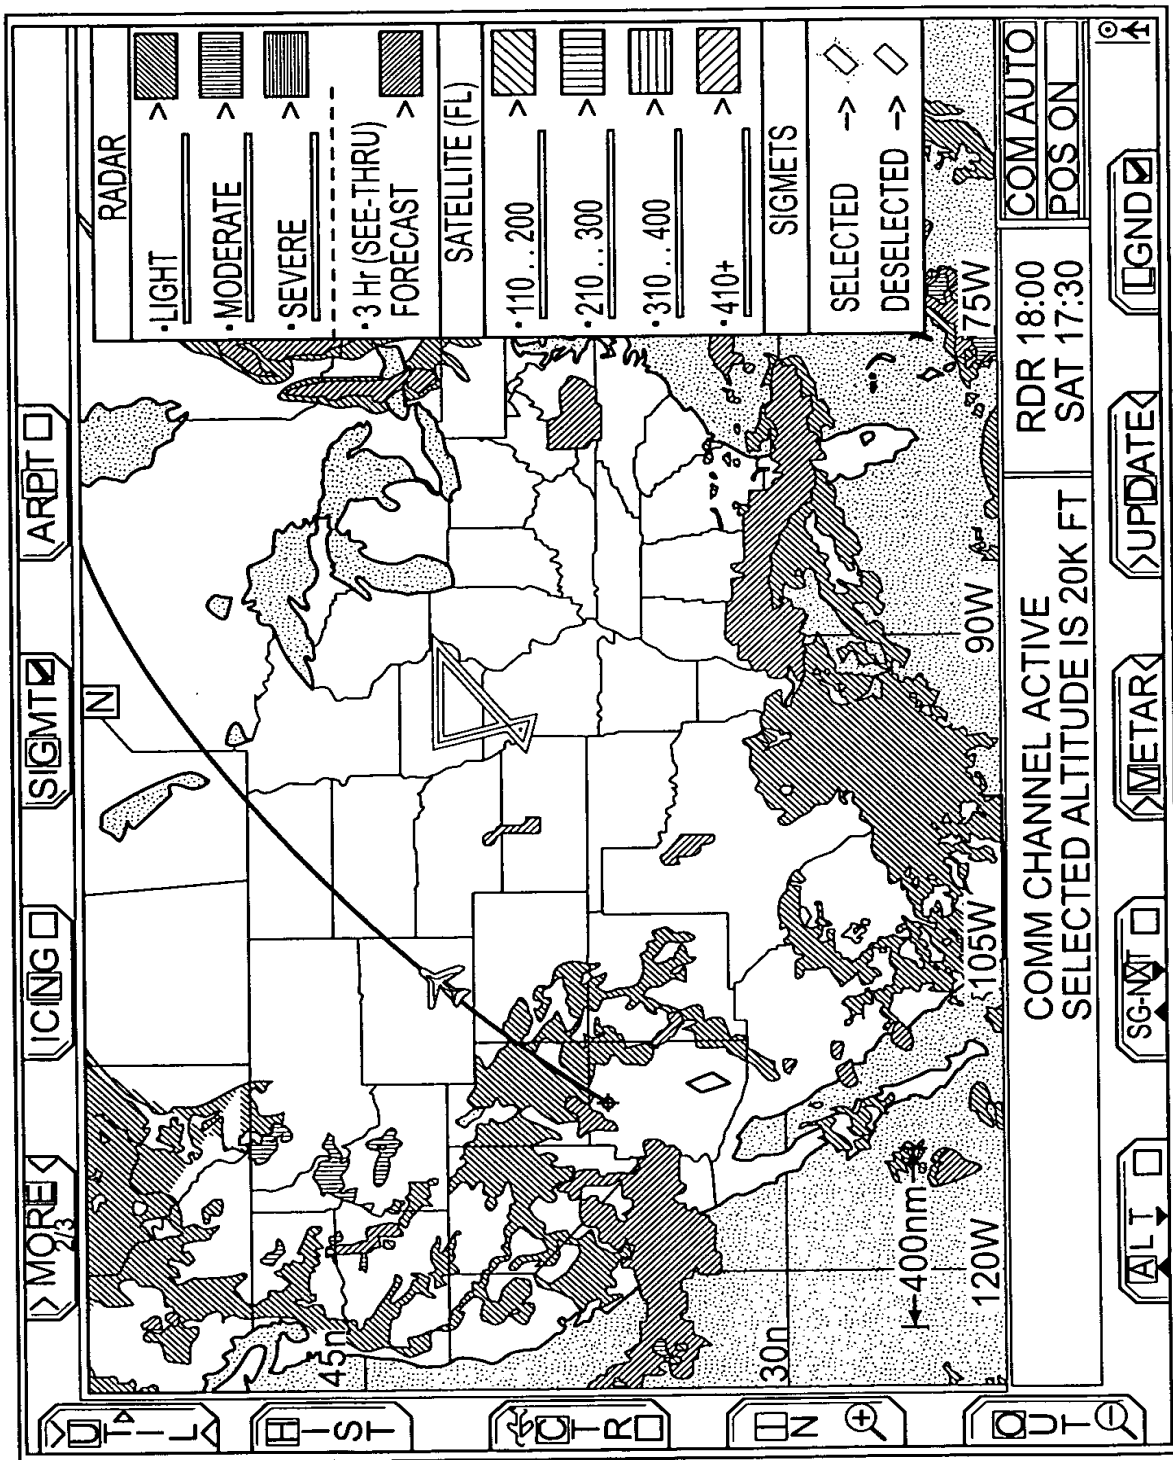 >MORE<
2/3
ICING
SIGMT
ARPT
>UTIL<
HIST
CTR
IN
OUT
N
45n
30n
400nm
120W
105W
90W
75W
RADAR
• LIGHT >
• MODERATE >
• SEVERE >
• 3 Hr (SEE-THRU)
FORECAST >
SATELLITE (FL)
• 110...200 >
• 210...300 >
• 310...400 >
• 410+ >
SIGMETS
SELECTED -->
DESELECTED -->
COMM CHANNEL ACTIVE
SELECTED ALTITUDE IS 20K FT
RDR 18:00
SAT 17:30
COM AUTO
POS ON
ALT
SG-NXT
>METAR<
>UPDATE<
LGND